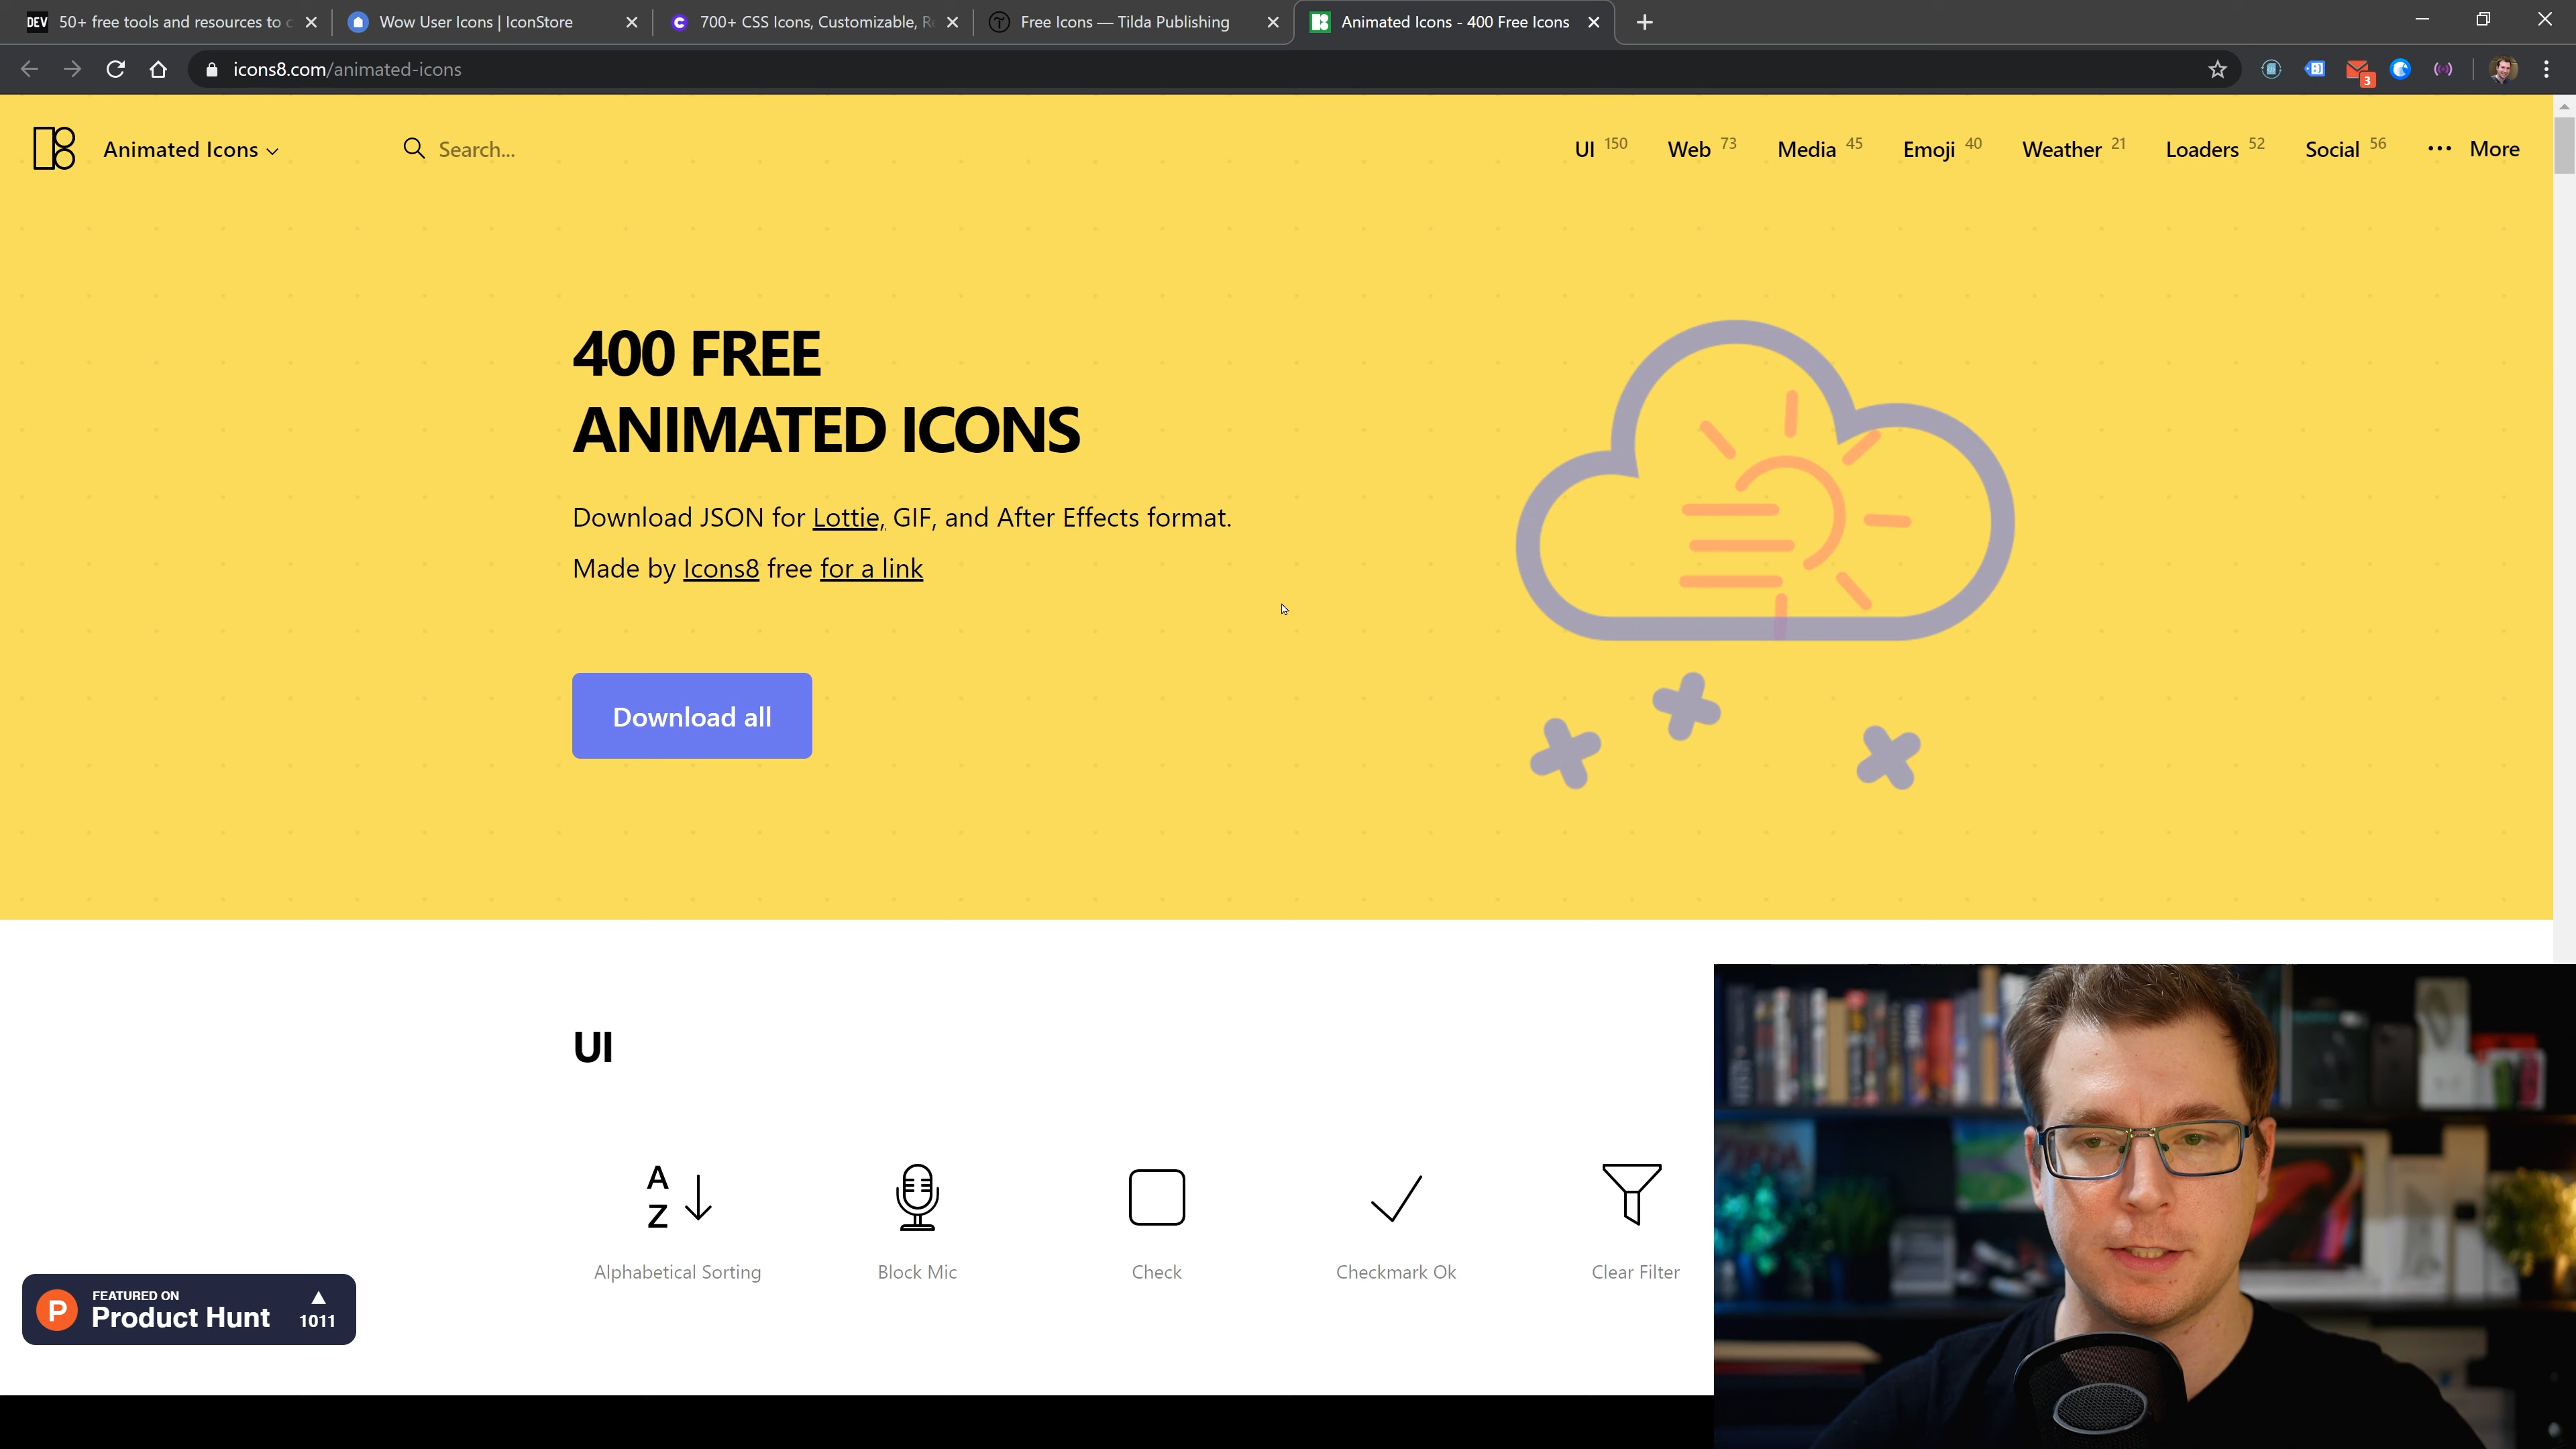 DEV 50+ free tools and resources to c
Wow User Icons | IconStore
700+ CSS Icons, Customizable, R
Free Icons — Tilda Publishing
Animated Icons - 400 Free Icons
icons8.com/animated-icons
3
Animated Icons
Search...
UI 150
Web 73
Media 45
Emoji 40
Weather 21
Loaders 52
Social 56
More
400 FREE
ANIMATED ICONS
Download JSON for Lottie, GIF, and After Effects format.
Made by Icons8 free for a link
Download all
UI
A
Z
Alphabetical Sorting
Block Mic
Check
Checkmark Ok
Clear Filter
P
FEATURED ON
Product Hunt
1011